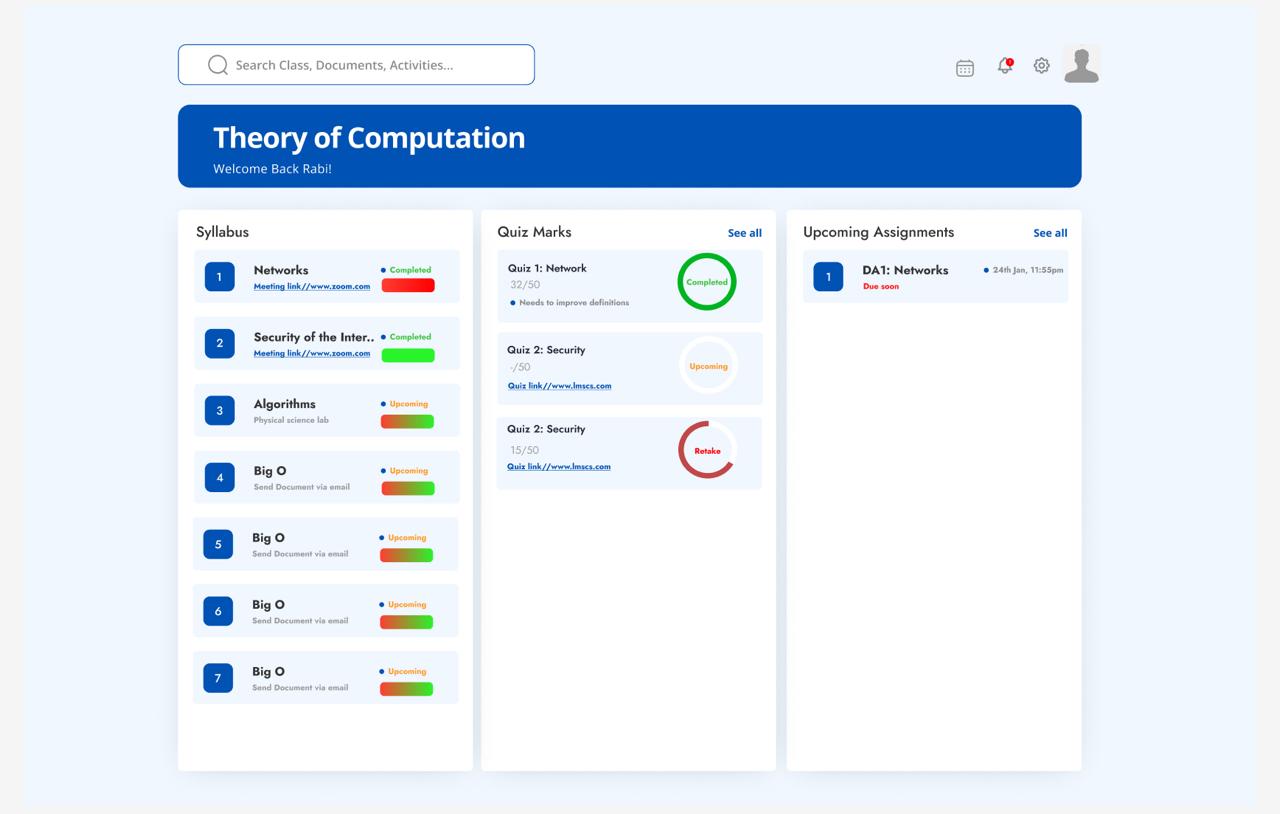 Search Class, Documents, Activities...
Theory of Computation
Welcome Back Rabi!
Syllabus
1
Networks
Completed
Meeting link//www.zoom.com
2
Security of the Inter..
Completed
Meeting link//www.zoom.com
3
Algorithms
Upcoming
Physical science lab
4
Big O
Upcoming
Send Document via email
5
Big O
Upcoming
Send Document via email
6
Big O
Upcoming
Send Document via email
7
Big O
Upcoming
Send Document via email
Quiz Marks
See all
Quiz 1: Network
32/50
Needs to improve definitions
Completed
Quiz 2: Security
-/50
Quiz link//www.lmscs.com
Upcoming
Quiz 2: Security
15/50
Quiz link//www.lmscs.com
Retake
Upcoming Assignments
See all
1
DA1: Networks
24th Jan, 11:55pm
Due soon